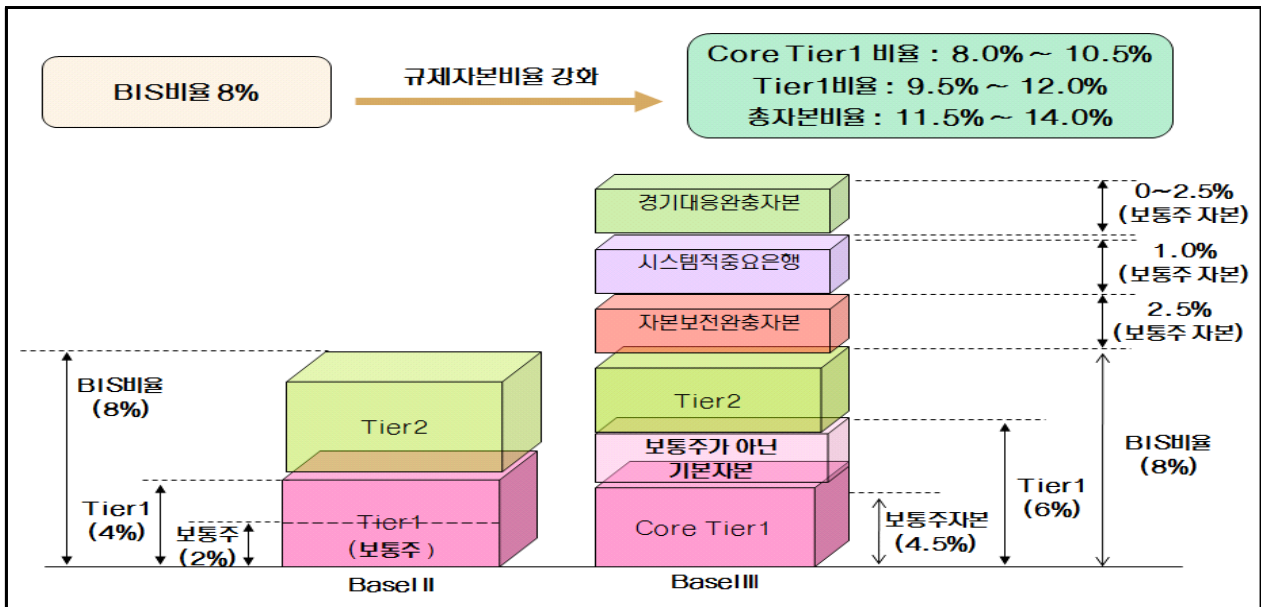 BIS비율 8%
규제자본비율 강화
Core Tier1 비율 : 8.0% ~ 10.5%
Tier1비율 : 9.5% ~ 12.0%
총자본비율 : 11.5% ~ 14.0%
경기대응완충자본
0~2.5%
(보통주 자본)
시스템적중요은행
1.0%
(보통주 자본)
자본보전완충자본
2.5%
(보통주 자본)
BIS비율
(8%)
Tier2
Tier1
(4%)
보통주
(2%)
Tier1
(보통주 )
BaselⅡ
Tier2
보통주가 아닌
기본자본
Core Tier1
BaselⅢ
보통주자본
(4.5%)
Tier1
(6%)
BIS비율
(8%)